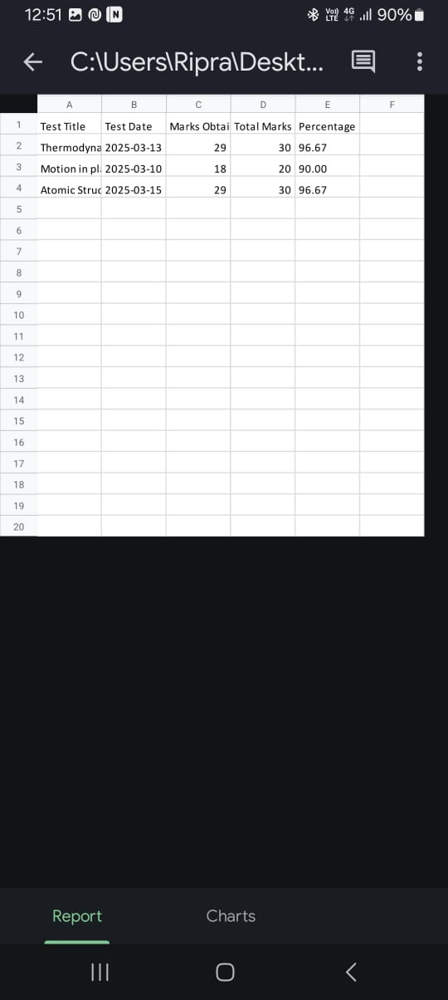 12:51 N Vo)) LTE 4G 90%
C:\Users\Ripra\Deskt...
A B C D E F
1 Test Title Test Date Marks Obtai Total Marks Percentage
2 Thermodyna 2025-03-13 29 30 96.67
3 Motion in pl 2025-03-10 18 20 90.00
4 Atomic Struc 2025-03-15 29 30 96.67
5
6
7
8
9
10
11
12
13
14
15
16
17
18
19
20
Report Charts